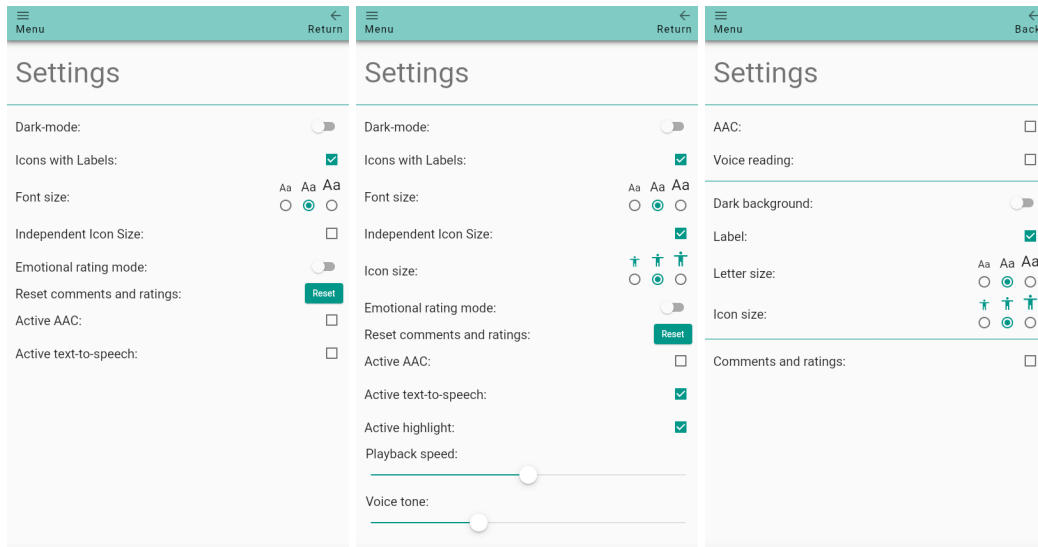 Menu
Return
Settings
Dark-mode:
Icons with Labels:
Font size:
Aa Aa Aa
Independent Icon Size:
Emotional rating mode:
Reset comments and ratings:
Reset
Active AAC:
Active text-to-speech:
Menu
Return
Settings
Dark-mode:
Icons with Labels:
Font size:
Aa Aa Aa
Independent Icon Size:
Icon size:
Emotional rating mode:
Reset comments and ratings:
Reset
Active AAC:
Active text-to-speech:
Active highlight:
Playback speed:
Voice tone:
Menu
Back
Settings
AAC:
Voice reading:
Dark background:
Label:
Letter size:
Aa Aa Aa
Icon size:
Comments and ratings: